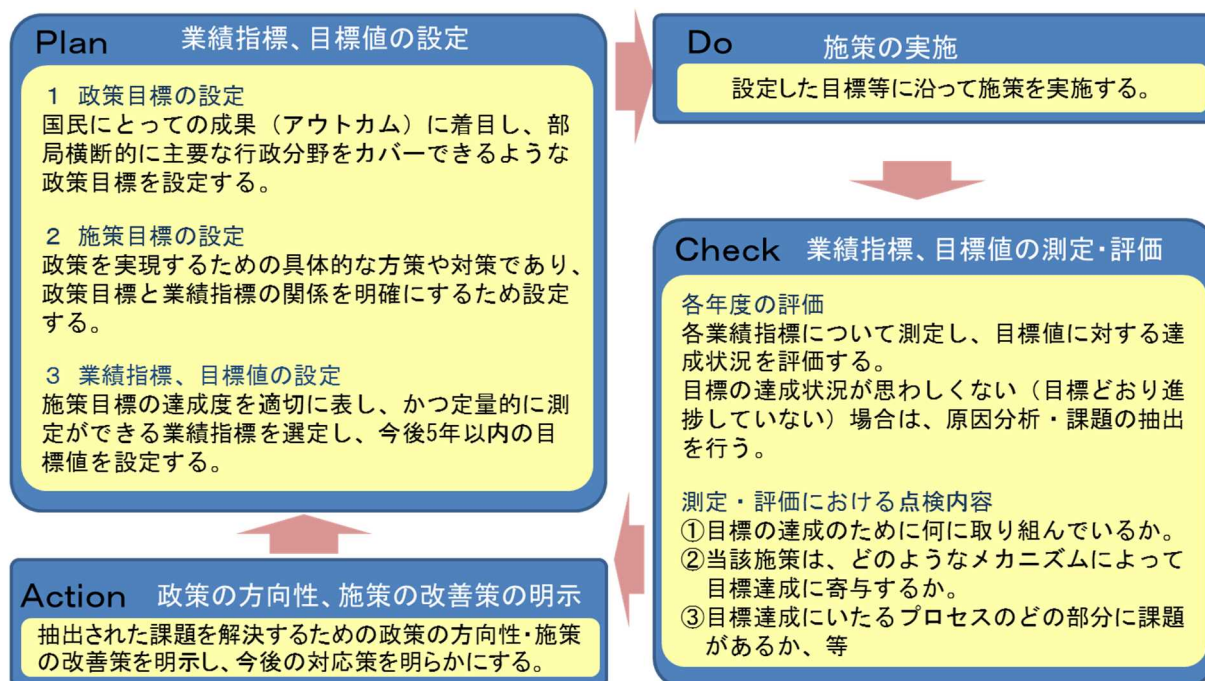 Plan 業績指標、目標値の設定
1 政策目標の設定
国民にとっての成果（アウトカム）に着目し、部
局横断的に主要な行政分野をカバーできるような
政策目標を設定する。
2 施策目標の設定
政策を実現するための具体的な方策や対策であり、
政策目標と業績指標の関係を明確にするため設定
する。
3 業績指標、目標値の設定
施策目標の達成度を適切に表し、かつ定量的に測
定ができる業績指標を選定し、今後5年以内の目
標値を設定する。
Do 施策の実施
設定した目標等に沿って施策を実施する。
Check 業績指標、目標値の測定・評価
各年度の評価
各業績指標について測定し、目標値に対する達
成状況を評価する。
目標の達成状況が思わしくない（目標どおり進
捗していない）場合は、原因分析・課題の抽出
を行う。
測定・評価における点検内容
①目標の達成のために何に取り組んでいるか。
②当該施策は、どのようなメカニズムによって
目標達成に寄与するか。
③目標達成にいたるプロセスのどの部分に課題
があるか、等
Action 政策の方向性、施策の改善策の明示
抽出された課題を解決するための政策の方向性・施策
の改善策を明示し、今後の対応策を明らかにする。